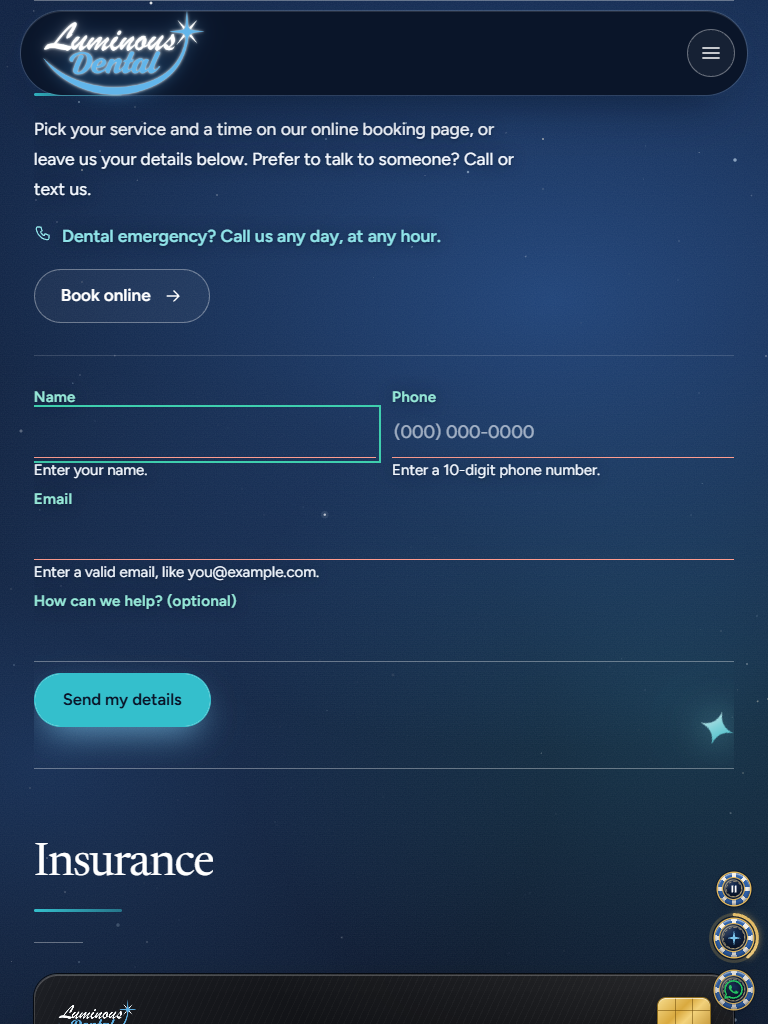 Luminous
Dental
Pick your service and a time on our online booking page, or
leave us your details below. Prefer to talk to someone? Call or
text us.
Dental emergency? Call us any day, at any hour.
Book online
Name
Phone
(000) 000-0000
Enter your name.
Enter a 10-digit phone number.
Email
Enter a valid email, like you@example.com.
How can we help? (optional)
Send my details
Insurance
Luminous
Dental